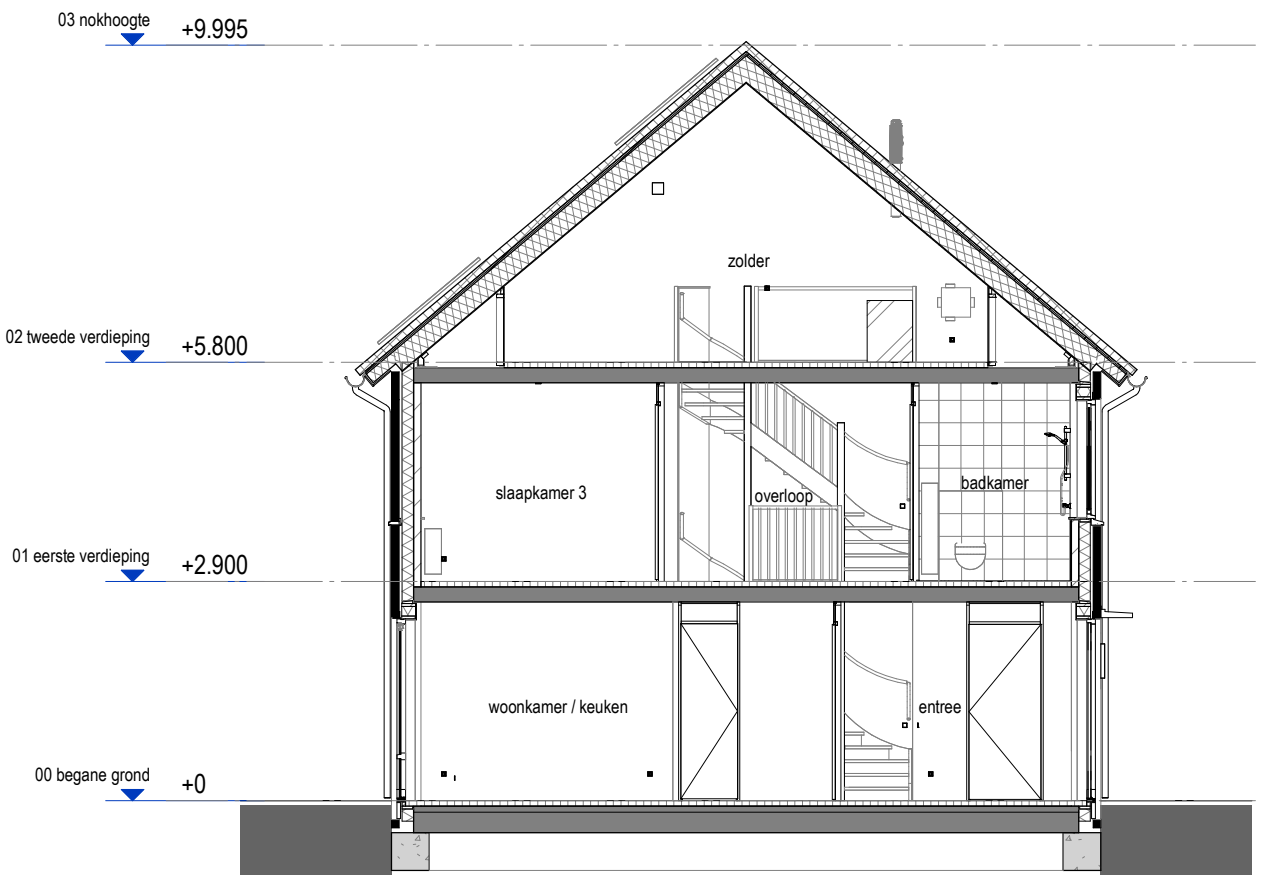 03 nokhoogte
+9.995
zolder
02 tweede verdieping
+5.800
slaapkamer 3
overloop
badkamer
01 eerste verdieping
+2.900
woonkamer / keuken
entree
00 begane grond
+0